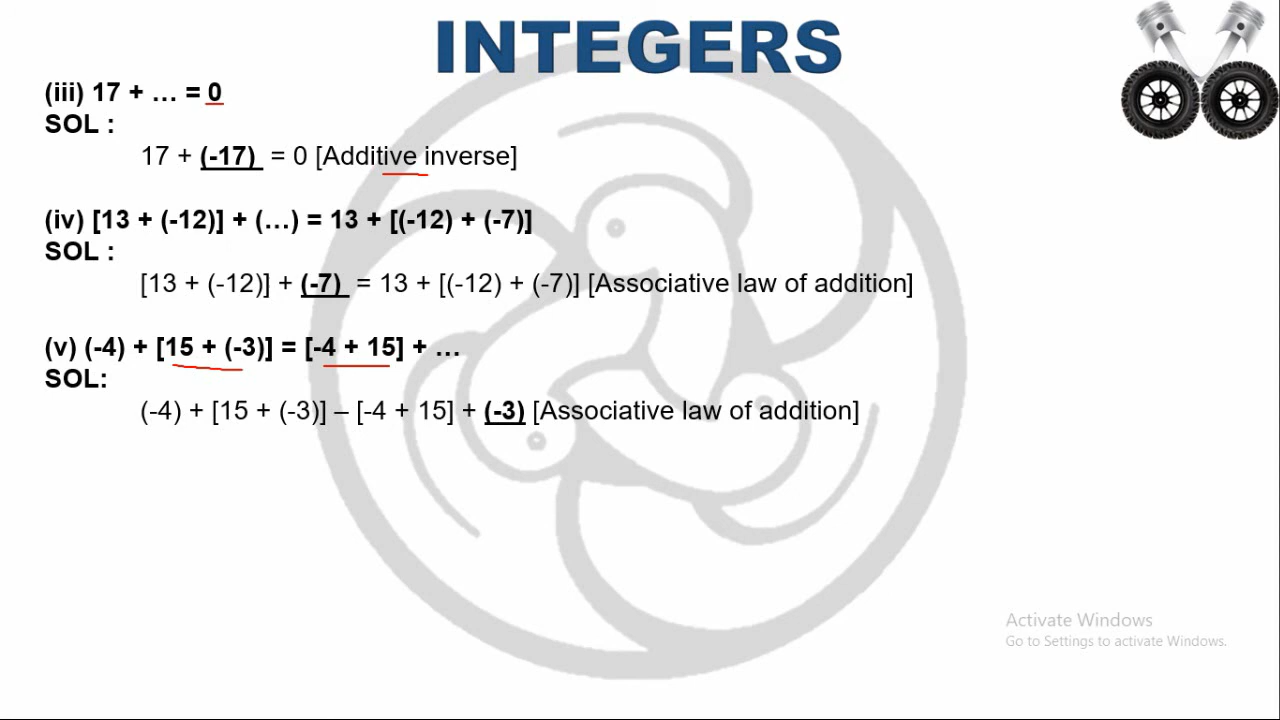 INTEGERS
(iii) 17 + … = 0
SOL :
17 + (-17) = 0 [Additive inverse]
(iv) [13 + (-12)] + (…) = 13 + [(-12) + (-7)]
SOL :
[13 + (-12)] + (-7) = 13 + [(-12) + (-7)] [Associative law of addition]
(v) (-4) + [15 + (-3)] = [-4 + 15] + …
SOL:
(-4) + [15 + (-3)] – [-4 + 15] + (-3) [Associative law of addition]
Activate Windows
Go to Settings to activate Windows.